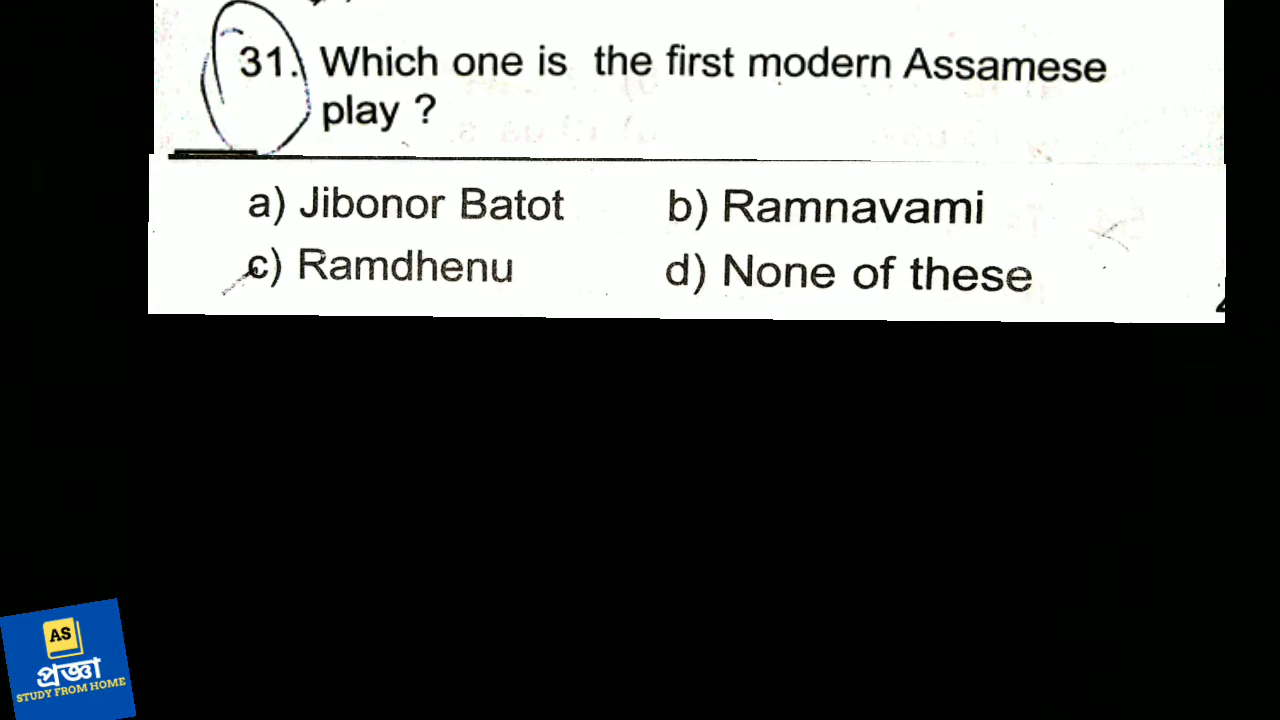 31. Which one is the first modern Assamese
play ?
a) Jibonor Batot b) Ramnavami
c) Ramdhenu d) None of these
AS
প্রজ্ঞা
STUDY FROM HOME